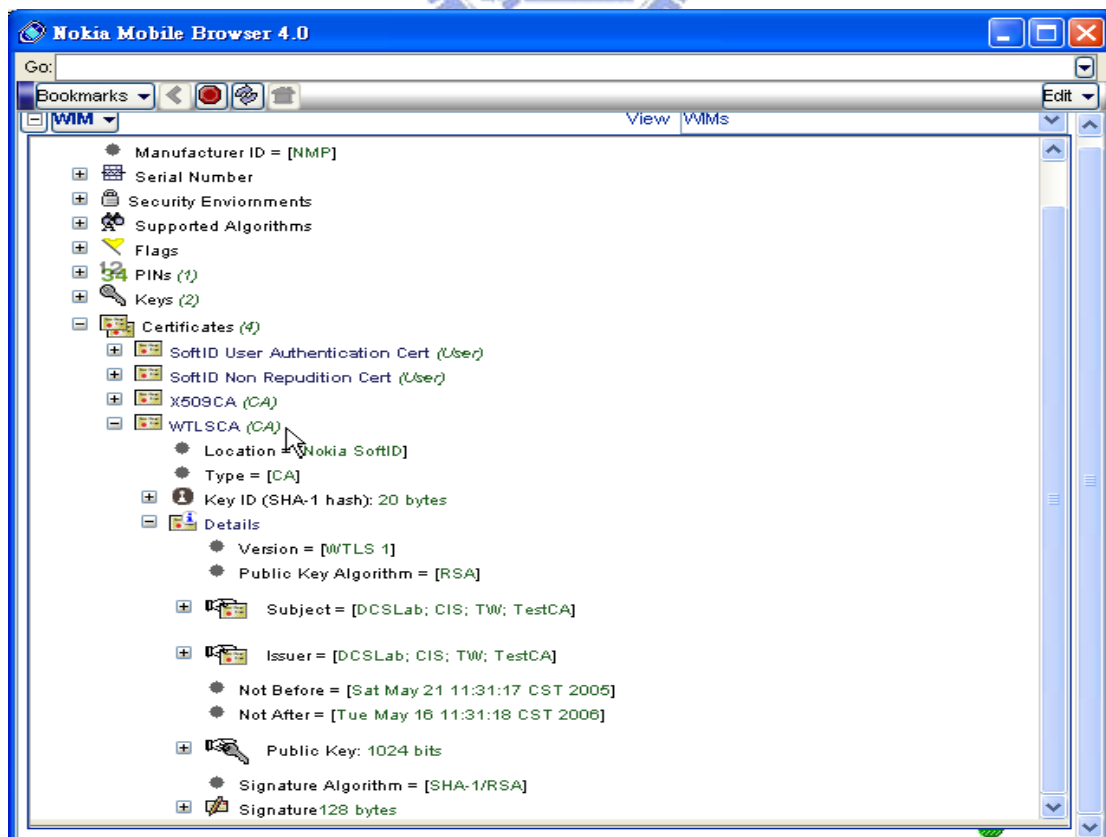 Nokia Mobile Browser 4.0
Go:
Bookmarks Edit
WIM View WIMs
Manufacturer ID = [NMP]
Serial Number
Security Enviornments
Supported Algorithms
Flags
PINs (1)
Keys (2)
Certificates (4)
SoftID User Authentication Cert (User)
SoftID Non Repudition Cert (User)
X509CA (CA)
WTLSCA (CA)
Location = [Nokia SoftID]
Type = [CA]
Key ID (SHA-1 hash): 20 bytes
Details
Version = [WTLS 1]
Public Key Algorithm = [RSA]
Subject = [DCSLab; CIS; TW; TestCA]
Issuer = [DCSLab; CIS; TW; TestCA]
Not Before = [Sat May 21 11:31:17 CST 2005]
Not After = [Tue May 16 11:31:18 CST 2006]
Public Key: 1024 bits
Signature Algorithm = [SHA-1/RSA]
Signature128 bytes